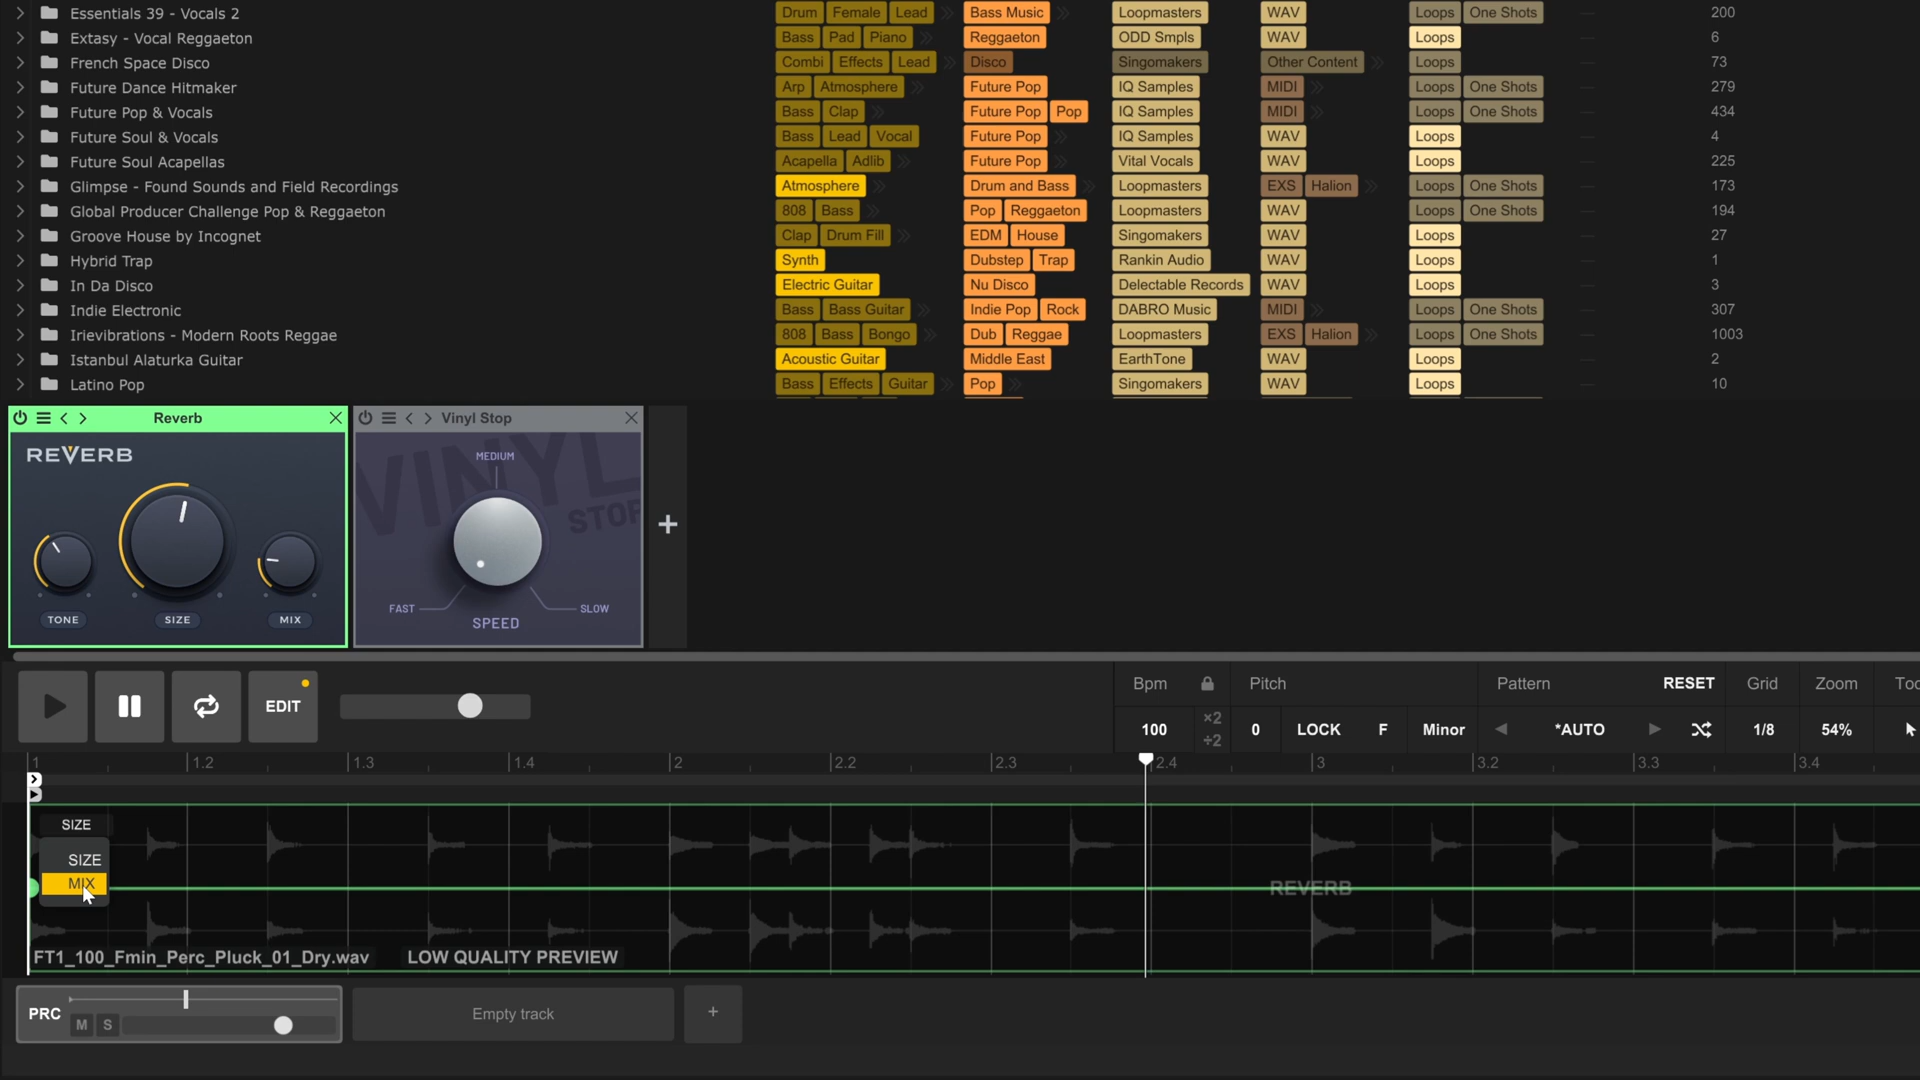 Essentials 39 - Vocals 2 Drum Female Lead Bass Music Loopmasters WAV Loops One Shots 200
Extasy - Vocal Reggaeton Bass Pad Piano Reggaeton ODD Smpls WAV Loops 6
French Space Disco Combi Effects Lead Disco Singomakers Other Content Loops 73
Future Dance Hitmaker Arp Atmosphere Future Pop IQ Samples MIDI Loops One Shots 279
Future Pop & Vocals Bass Clap Future Pop Pop IQ Samples MIDI Loops One Shots 434
Future Soul & Vocals Bass Lead Vocal Future Pop IQ Samples WAV Loops 4
Future Soul Acapellas Acapella Adlib Future Pop Vital Vocals WAV Loops 225
Glimpse - Found Sounds and Field Recordings Atmosphere Drum and Bass Loopmasters EXS Halion Loops One Shots 173
Global Producer Challenge Pop & Reggaeton 808 Bass Pop Reggaeton Loopmasters WAV Loops One Shots 194
Groove House by Incognet Clap Drum Fill EDM House Singomakers WAV Loops 27
Hybrid Trap Synth Dubstep Trap Rankin Audio WAV Loops 1
In Da Disco Electric Guitar Nu Disco Delectable Records WAV Loops 3
Indie Electronic Bass Bass Guitar Indie Pop Rock DABRO Music MIDI Loops One Shots 307
Irievibrations - Modern Roots Reggae 808 Bass Bongo Dub Reggae Loopmasters EXS Halion Loops One Shots 1003
Istanbul Alaturka Guitar Acoustic Guitar Middle East EarthTone WAV Loops 2
Latino Pop Bass Effects Guitar Pop Singomakers WAV Loops 10
Reverb Vinyl Stop
REVERB
VINYL
STOP
MEDIUM
FAST SLOW
SPEED
TONE SIZE MIX
EDIT
Bpm Pitch Pattern RESET Grid Zoom Too
100 ×2 ÷2 0 LOCK F Minor *AUTO 1/8 54%
1 1.2 1.3 1.4 2 2.2 2.3 2.4 3 3.2 3.3 3.4
SIZE
SIZE
MIX
REVERB
FT1_100_Fmin_Perc_Pluck_01_Dry.wav LOW QUALITY PREVIEW
PRC M S Empty track +